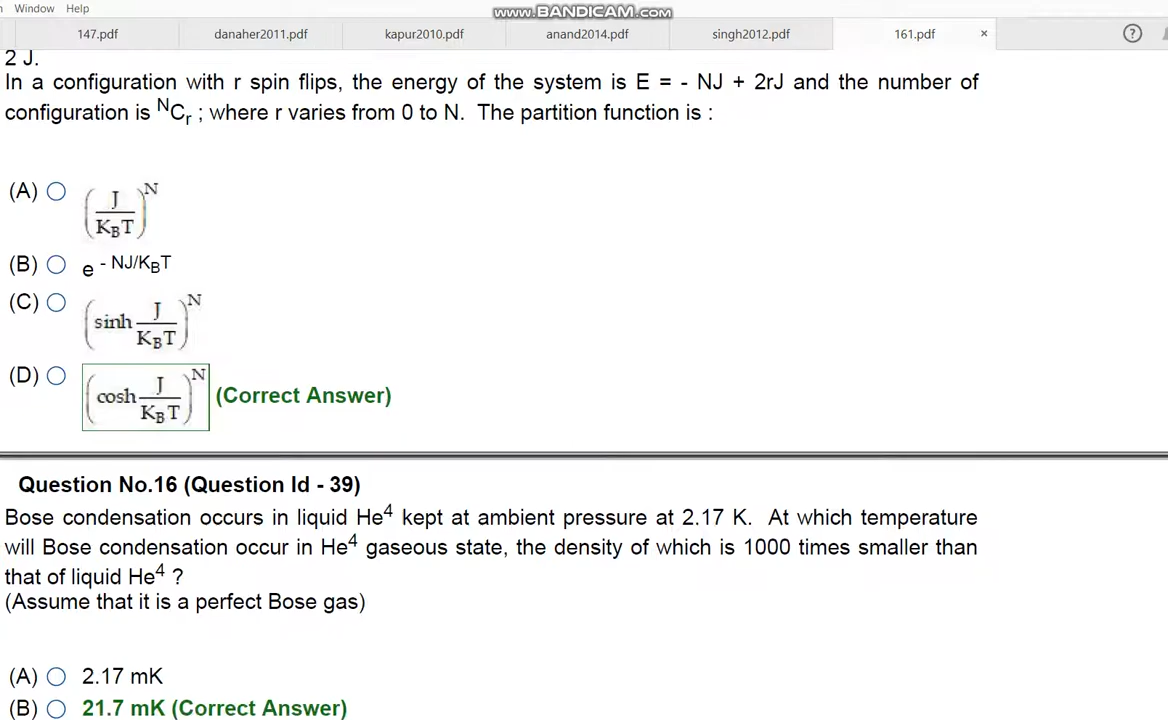 Window Help
www.BANDICAM.com
147.pdf danaher2011.pdf kapur2010.pdf anand2014.pdf singh2012.pdf 161.pdf × ?
2 J.
In a configuration with r spin flips, the energy of the system is E = - NJ + 2rJ and the number of
configuration is ᴺCᵣ ; where r varies from 0 to N. The partition function is :
(A) (J/K_BT)^N
(B) e^- NJ/K_BT
(C) (sinh J/K_BT)^N
(D) (cosh J/K_BT)^N (Correct Answer)
Question No.16 (Question Id - 39)
Bose condensation occurs in liquid He⁴ kept at ambient pressure at 2.17 K. At which temperature
will Bose condensation occur in He⁴ gaseous state, the density of which is 1000 times smaller than
that of liquid He⁴ ?
(Assume that it is a perfect Bose gas)
(A) 2.17 mK
(B) 21.7 mK (Correct Answer)